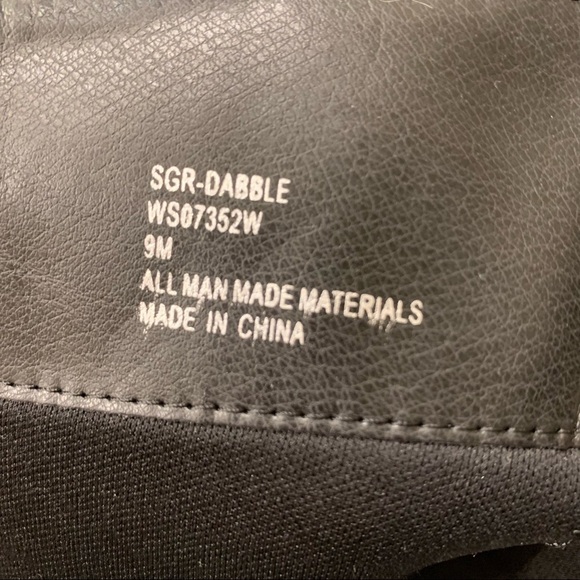 SGR-DABBLE
WS07352W
9M
ALL MAN MADE MATERIALS
MADE IN CHINA